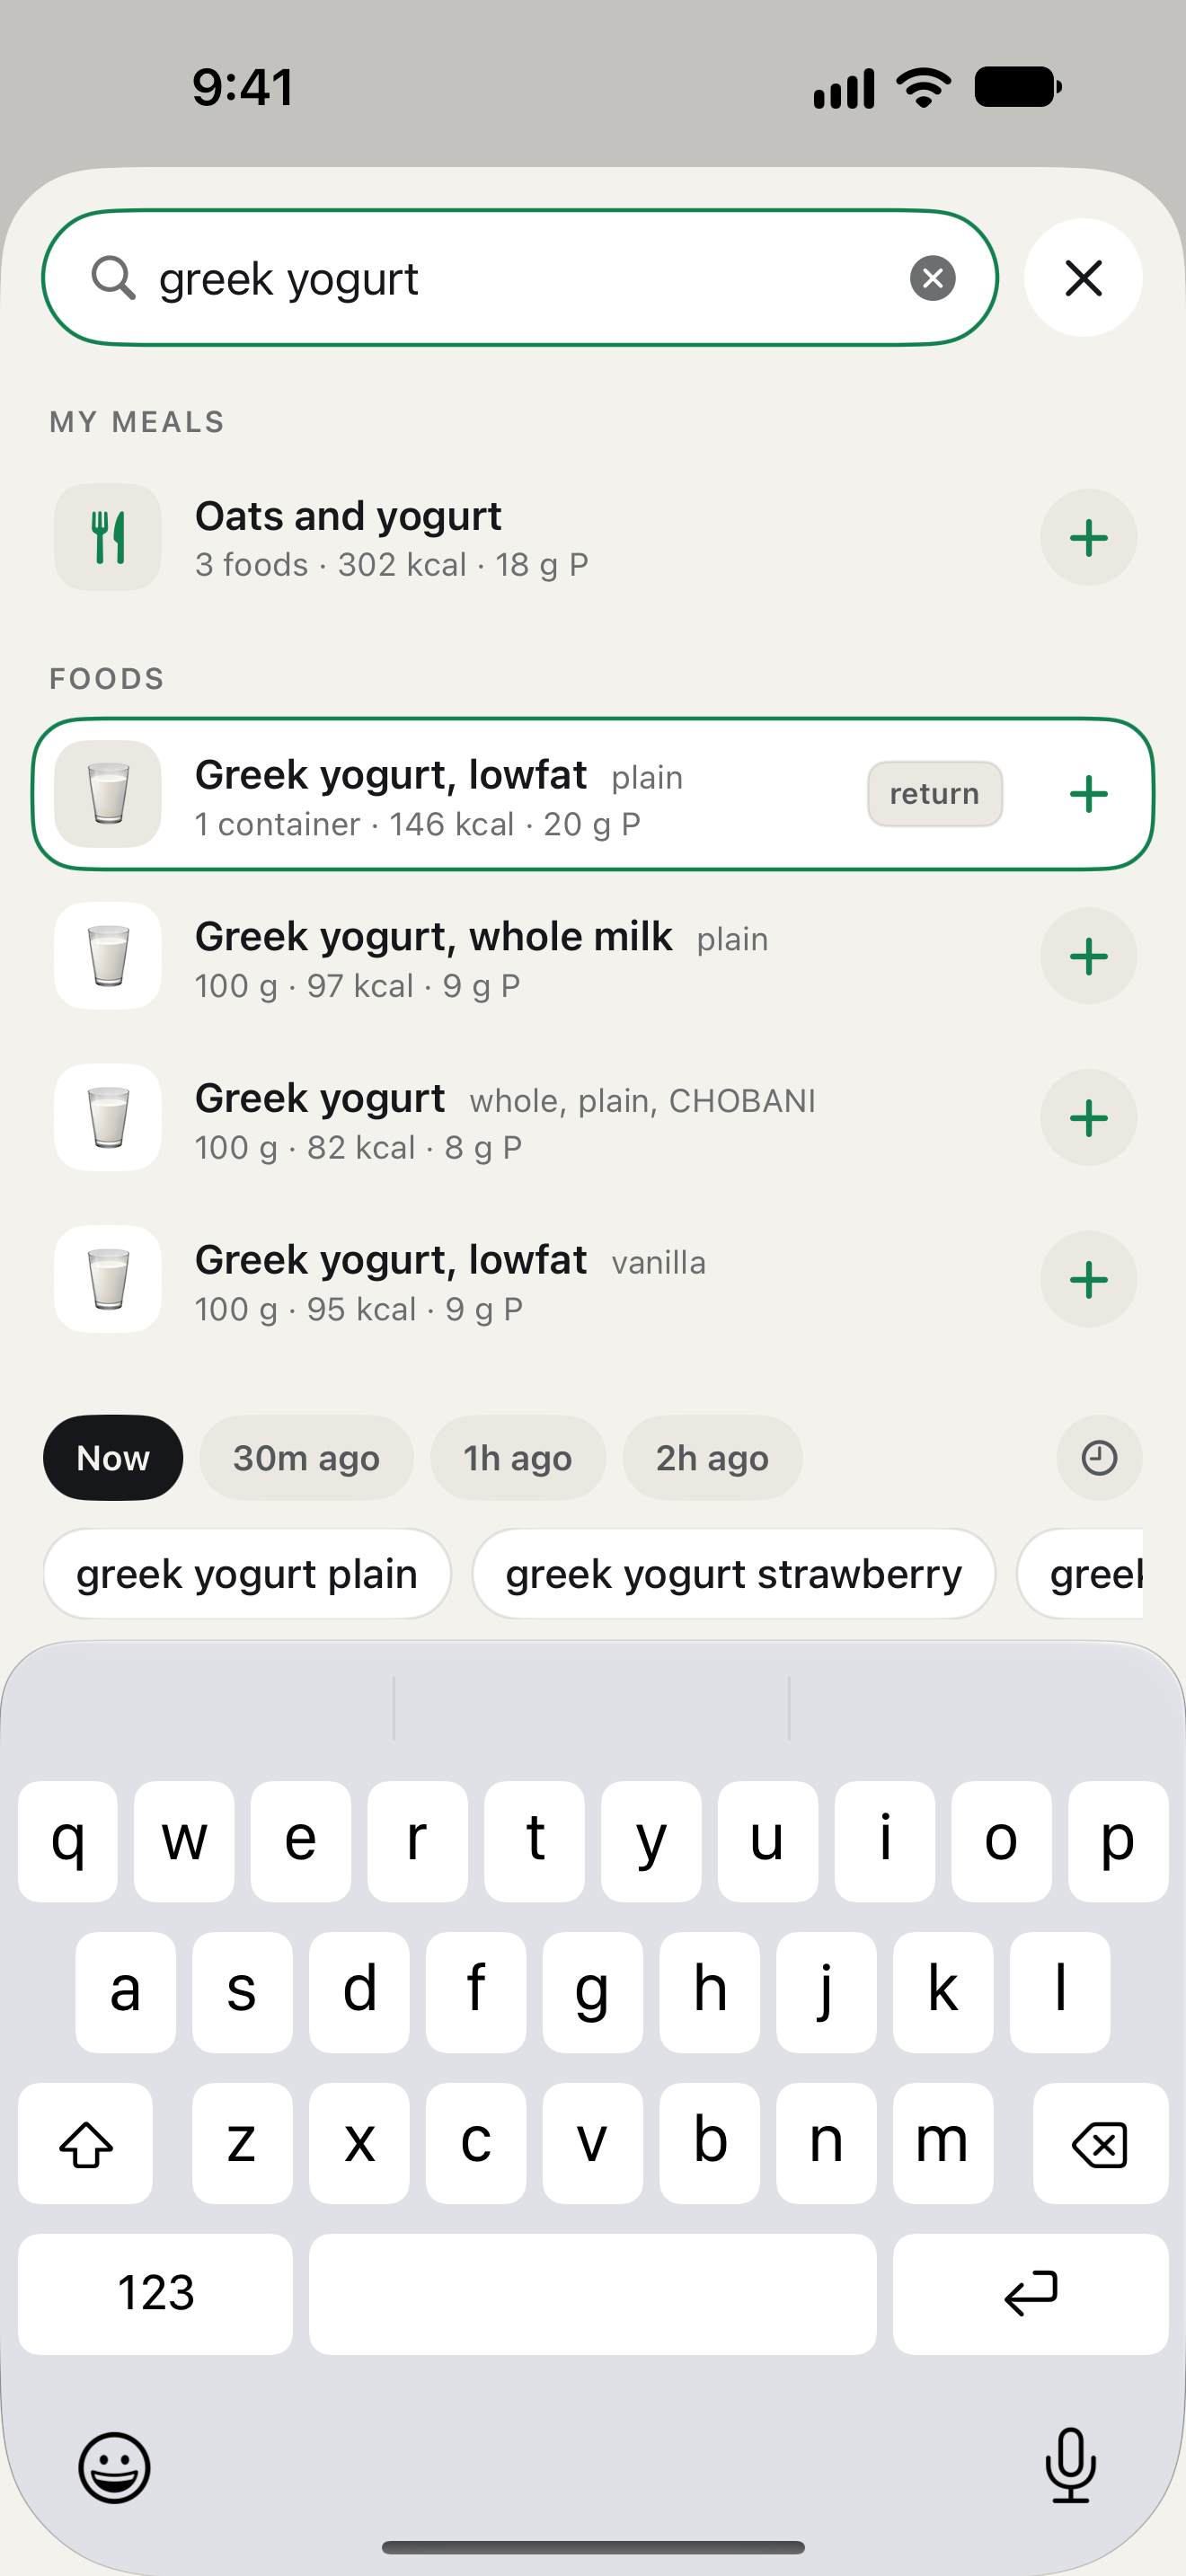 9:41
greek yogurt
MY MEALS
Oats and yogurt
3 foods · 302 kcal · 18 g P
FOODS
Greek yogurt, lowfat plain
1 container · 146 kcal · 20 g P
return
Greek yogurt, whole milk plain
100 g · 97 kcal · 9 g P
Greek yogurt whole, plain, CHOBANI
100 g · 82 kcal · 8 g P
Greek yogurt, lowfat vanilla
100 g · 95 kcal · 9 g P
Now 30m ago 1h ago 2h ago
greek yogurt plain greek yogurt strawberry
q w e r t y u i o p
a s d f g h j k l
z x c v b n m
123